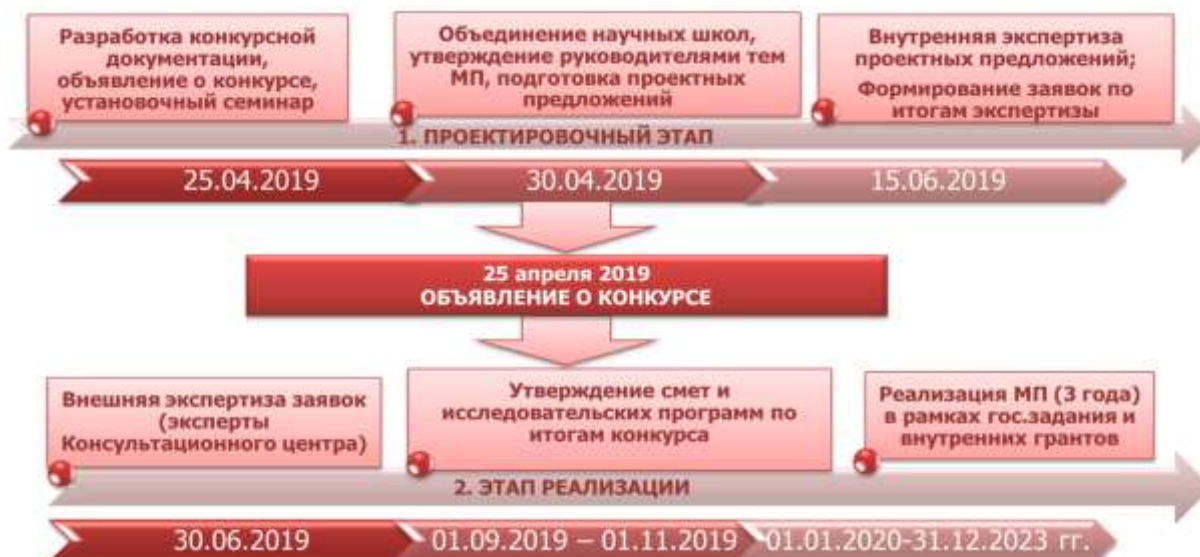 Разработка конкурсной
документации,
объявление о конкурсе,
установочный семинар
Объединение научных школ,
утверждение руководителями тем
МП, подготовка проектных
предложений
Внутренняя экспертиза
проектных предложений;
Формирование заявок по
итогам экспертизы
1. ПРОЕКТИРОВОЧНЫЙ ЭТАП
25.04.2019
30.04.2019
15.06.2019
25 апреля 2019
ОБЪЯВЛЕНИЕ О КОНКУРСЕ
Внешняя экспертиза заявок
(эксперты
Консультационного центра)
Утверждение смет и
исследовательских программ по
итогам конкурса
Реализация МП (3 года)
в рамках гос.задания и
внутренних грантов
2. ЭТАП РЕАЛИЗАЦИИ
30.06.2019
01.09.2019 – 01.11.2019
01.01.2020-31.12.2023 гг.